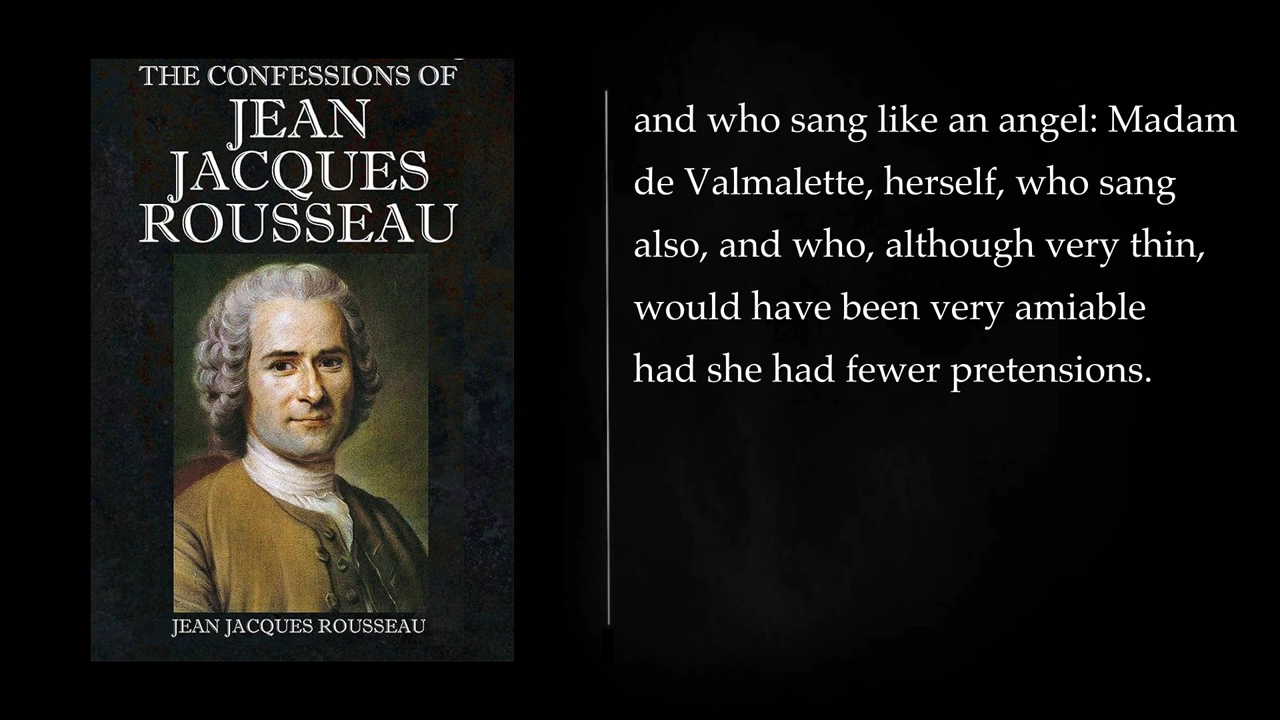 THE CONFESSIONS OF
JEAN
JACQUES
ROUSSEAU
JEAN JACQUES ROUSSEAU
and who sang like an angel: Madam
de Valmalette, herself, who sang
also, and who, although very thin,
would have been very amiable
had she had fewer pretensions.